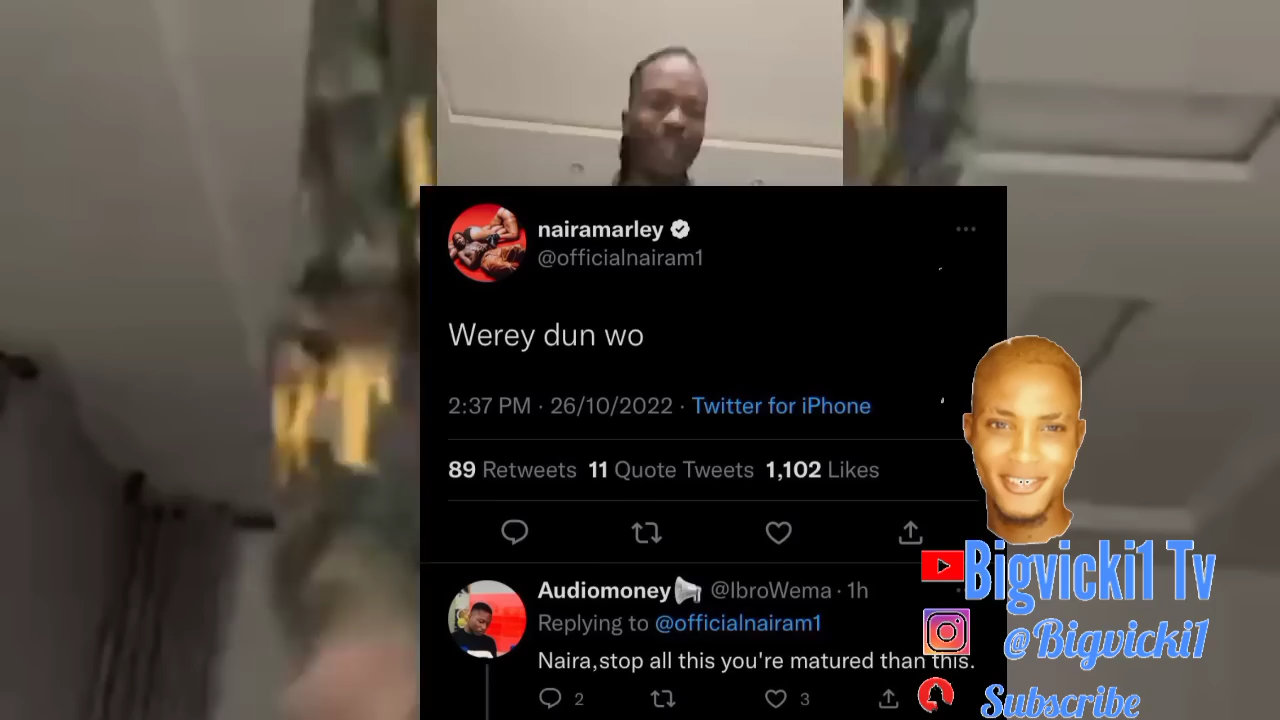 nairamarley
@officialnairam1
Werey dun wo
2:37 PM · 26/10/2022 · Twitter for iPhone
89 Retweets 11 Quote Tweets 1,102 Likes
Audiomoney @IbroWema · 1h
Replying to @officialnairam1
Naira,stop all this you're matured than this.
2 3
Bigvicki1 Tv
@Bigvicki1
Subscribe